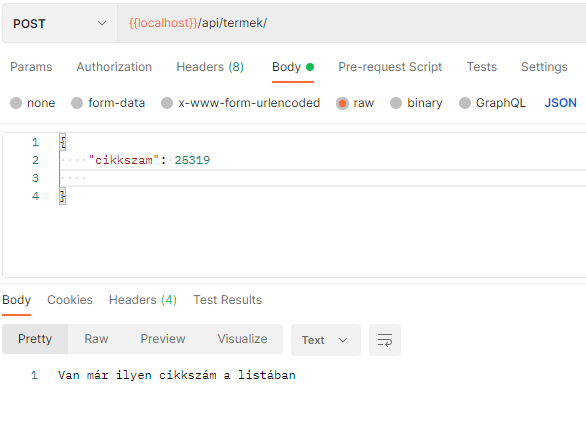 POST {{localhost}}/api/termek/
Params Authorization Headers (8) Body Pre-request Script Tests Settings
none form-data x-www-form-urlencoded raw binary GraphQL JSON
1 {
2 "cikkszam": 25319
3
4 }
Body Cookies Headers (4) Test Results
Pretty Raw Preview Visualize Text
1 Van már ilyen cikkszám a listában